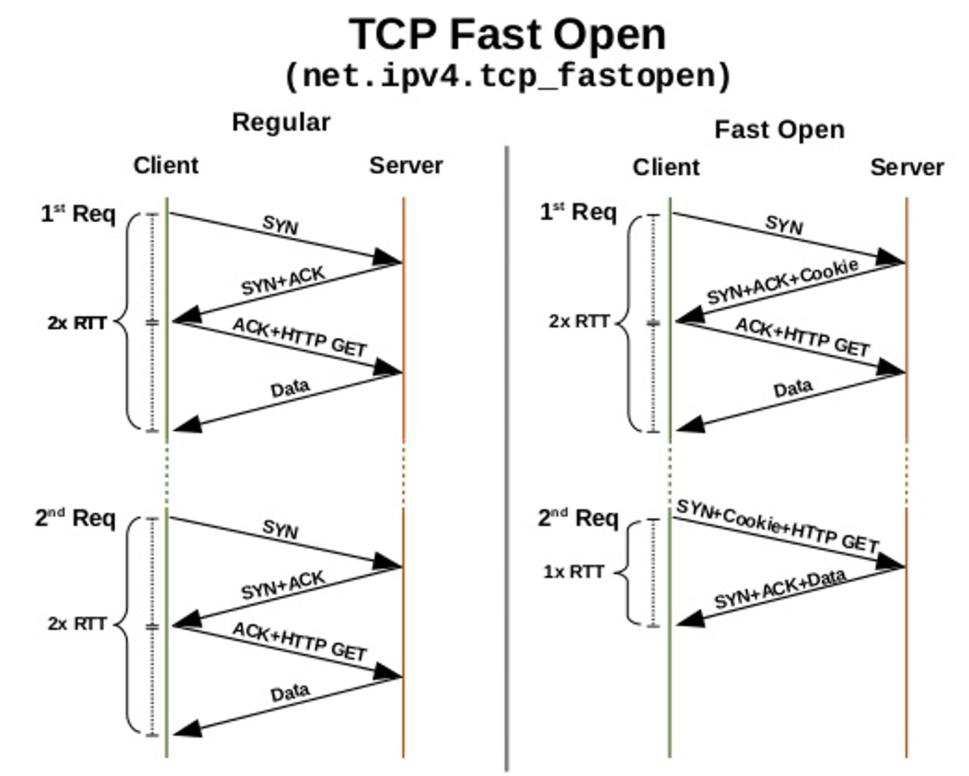 TCP Fast Open
(net.ipv4.tcp_fastopen)
Regular
Client
Server
1st Req
SYN
SYN+ACK
2x RTT
ACK+HTTP GET
Data
2nd Req
SYN
SYN+ACK
2x RTT
ACK+HTTP GET
Data
Fast Open
Client
Server
1st Req
SYN
SYN+ACK+Cookie
2x RTT
ACK+HTTP GET
Data
2nd Req
SYN+Cookie+HTTP GET
1x RTT
SYN+ACK+Data